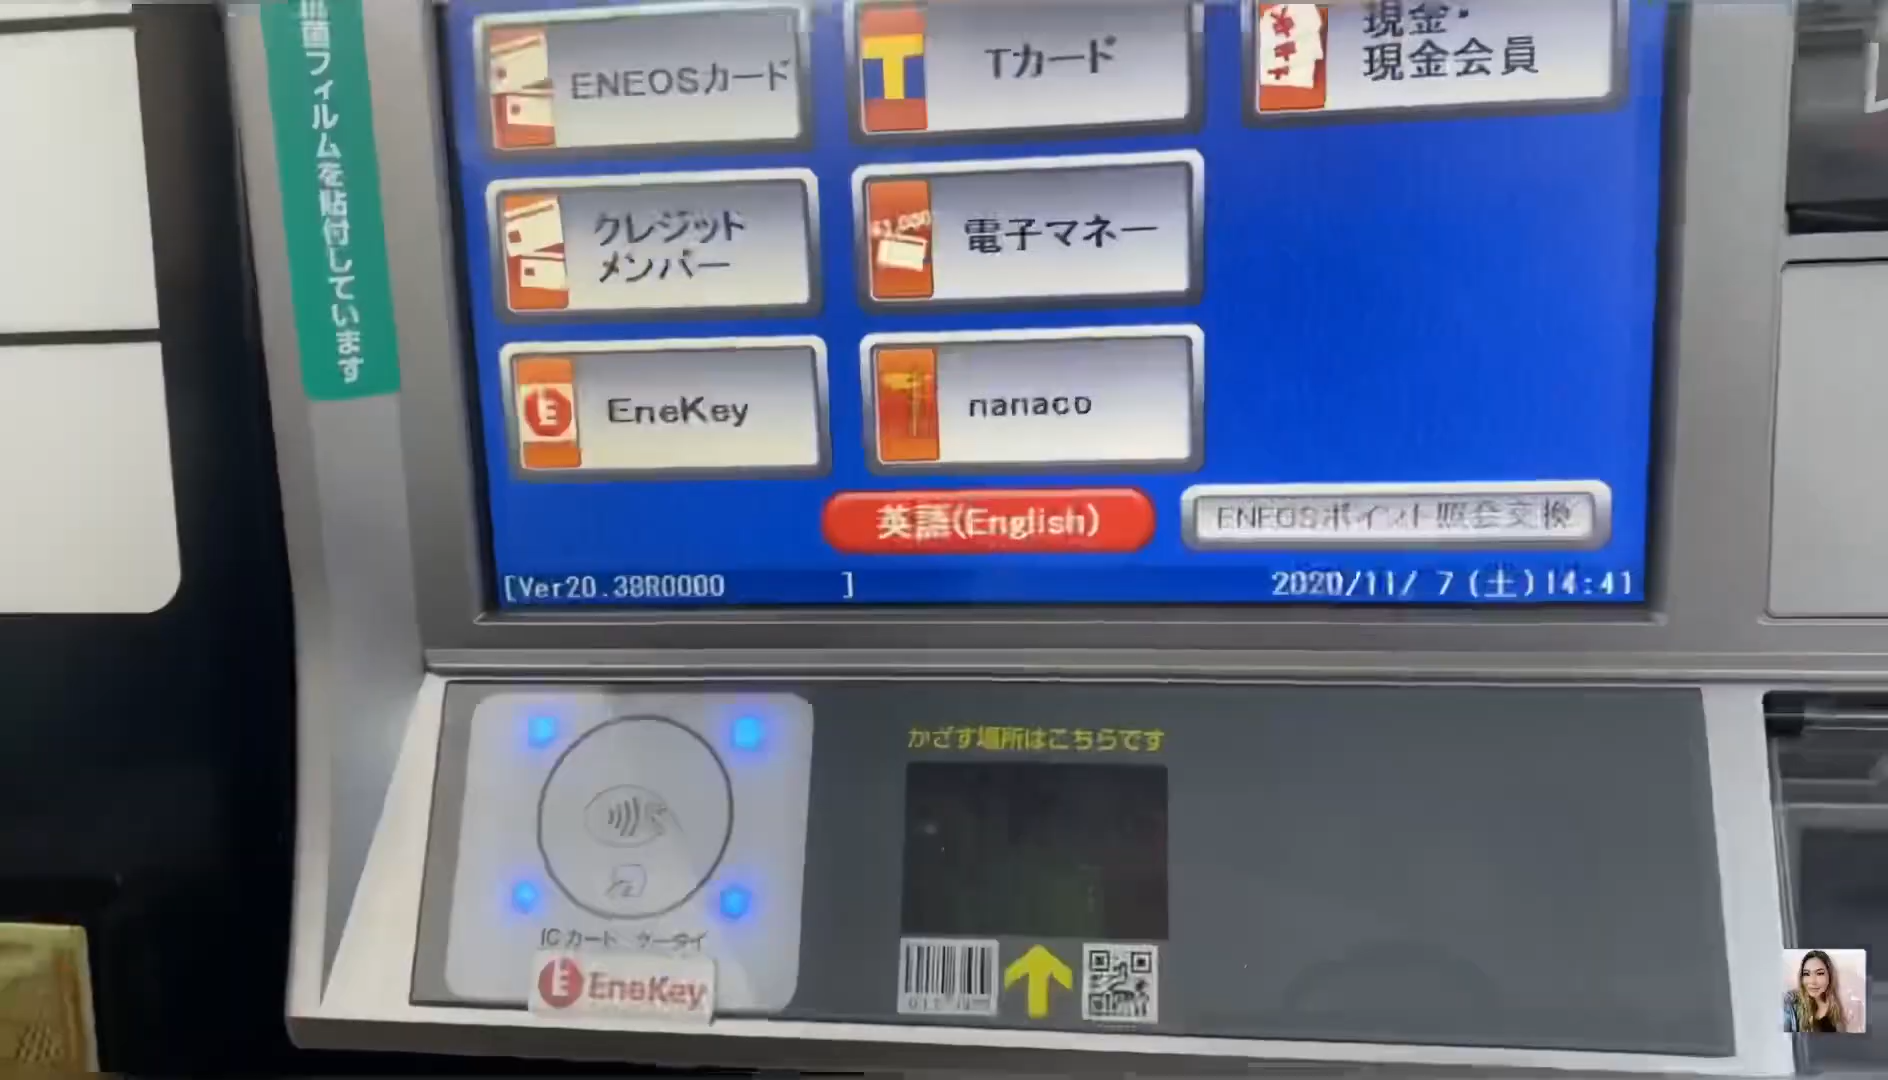 菌フィルムを貼付しています
ENEOSカード
Tカード
現金・
現金会員
クレジット
メンバー
¥1,000
電子マネー
EneKey
nanaco
英語(English)
ENEOSポイント照会交換
[Ver20.38R0000 ]
2020/11/ 7(土)14:41
かざす場所はこちらです
ICカード ケータイ
EneKey